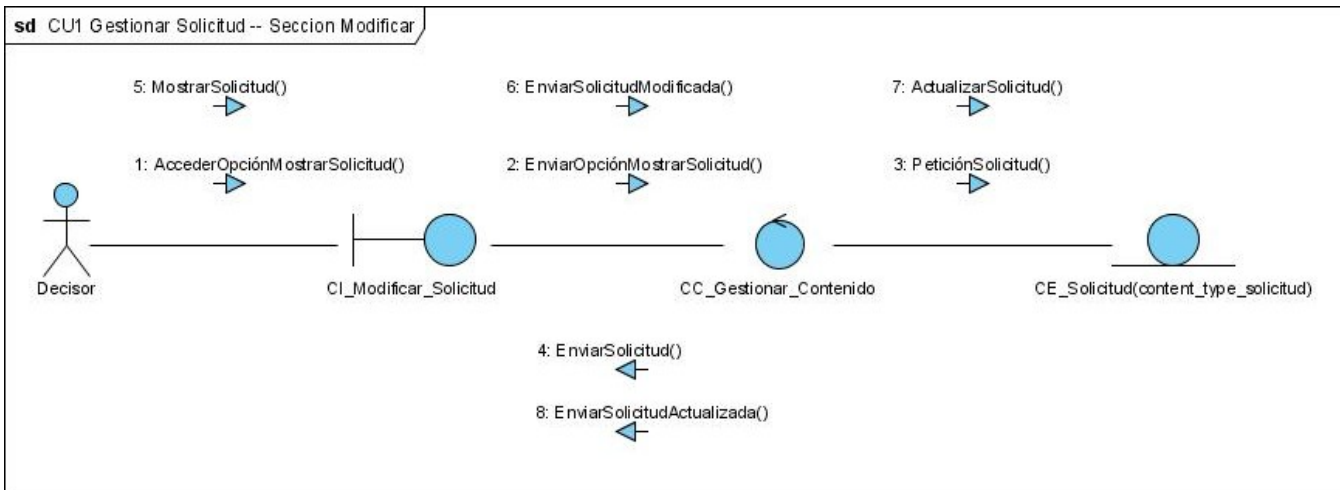 sd CU1 Gestionar Solicitud -- Seccion Modificar
5: MostrarSolicitud()
6: EnviarSolicitudModificada()
7: ActualizarSolicitud()
1: AccederOpciónMostrarSolicitud()
2: EnviarOpciónMostrarSolicitud()
3: PeticiónSolicitud()
Decisor
CI_Modificar_Solicitud
CC_Gestionar_Contenido
CE_Solicitud(content_type_solicitud)
4: EnviarSolicitud()
8: EnviarSolicitudActualizada()